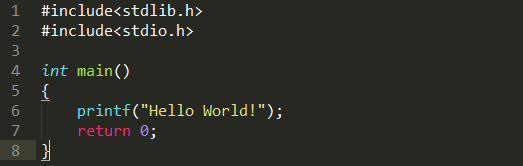 1 #include<stdlib.h>
2 #include<stdio.h>
3
4 int main()
5 {
6     printf("Hello World!");
7     return 0;
8 }